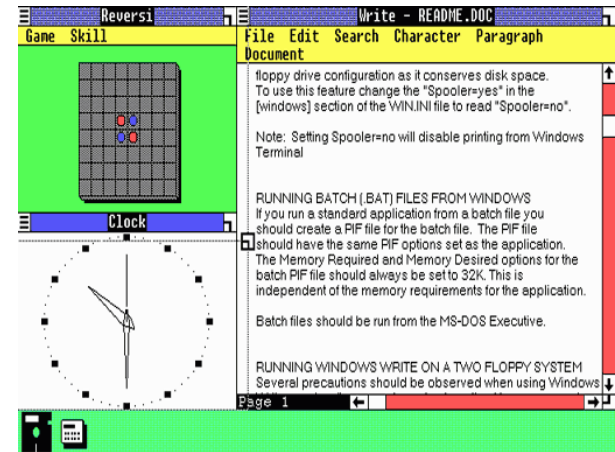 Reversi
Game Skill
Write - README.DOC
File Edit Search Character Paragraph
Document
floppy drive configuration as it conserves disk space.
To use this feature change the "Spooler=yes" in the
[windows] section of the WIN.INI file to read "Spooler=no".
Note: Setting Spooler=no will disable printing from Windows
Terminal
RUNNING BATCH (.BAT) FILES FROM WINDOWS
If you run a standard application from a batch file you
should create a PIF file for the batch file. The PIF file
should have the same PIF options set as the application.
The Memory Required and Memory Desired options for the
batch PIF file should always be set to 32K. This is
independent of the memory requirements for the application.
Batch files should be run from the MS-DOS Executive.
RUNNING WINDOWS WRITE ON A TWO FLOPPY SYSTEM
Several precautions should be observed when using Windows
Page 1
Clock